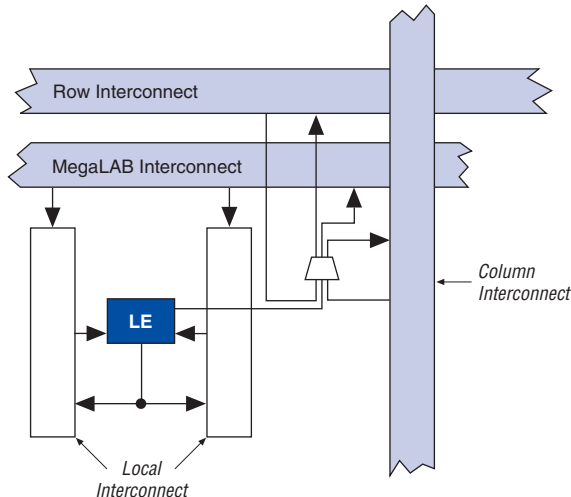 Row Interconnect
MegaLAB Interconnect
LE
Column
Interconnect
Local
Interconnect